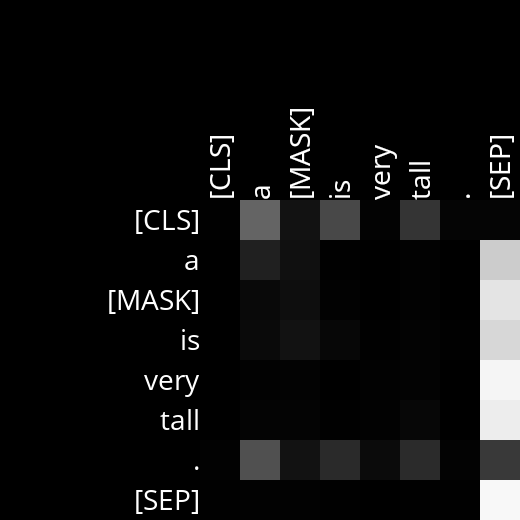 [CLS] a [MASK] is very tall . [SEP]
[CLS]
a
[MASK]
is
very
tall
.
[SEP]